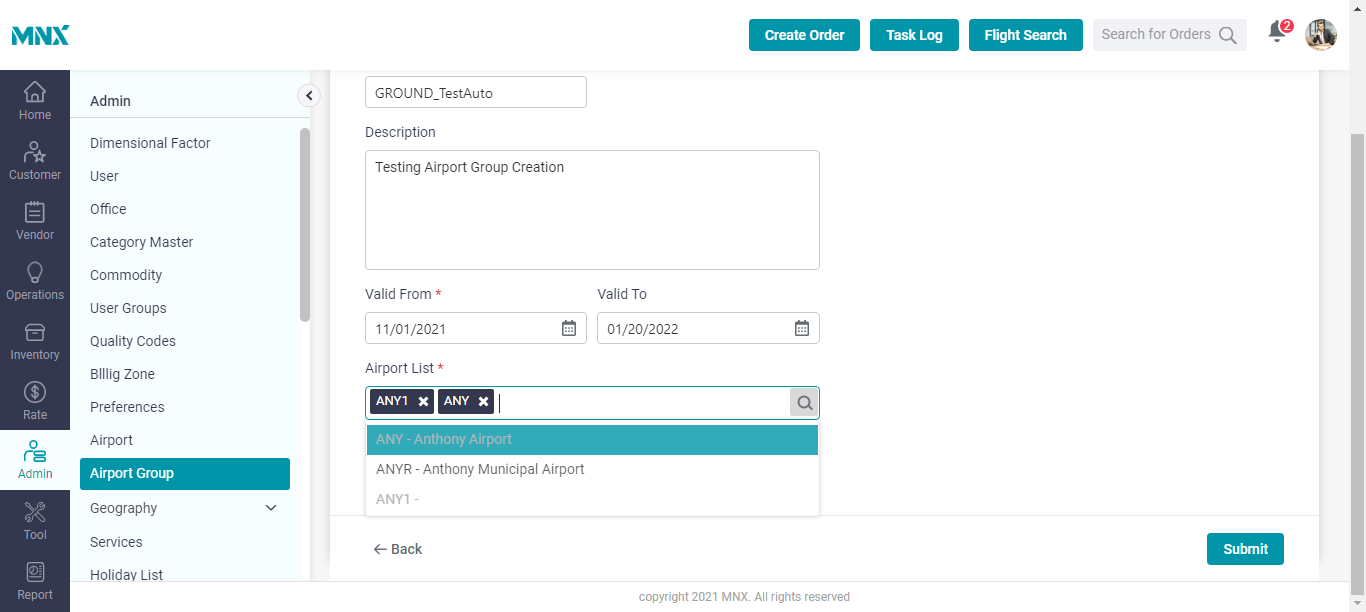 MNX
Create Order
Task Log
Flight Search
Search for Orders
2
Home
Customer
Vendor
Operations
Inventory
Rate
Admin
Tool
Report
Admin
Dimensional Factor
User
Office
Category Master
Commodity
User Groups
Quality Codes
Blllig Zone
Preferences
Airport
Airport Group
Geography
Services
Holiday List
GROUND_TestAuto
Description
Testing Airport Group Creation
Valid From *
Valid To
11/01/2021
01/20/2022
Airport List *
ANY1 ANY
ANY - Anthony Airport
ANYR - Anthony Municipal Airport
ANY1 -
Back
Submit
copyright 2021 MNX. All rights reserved